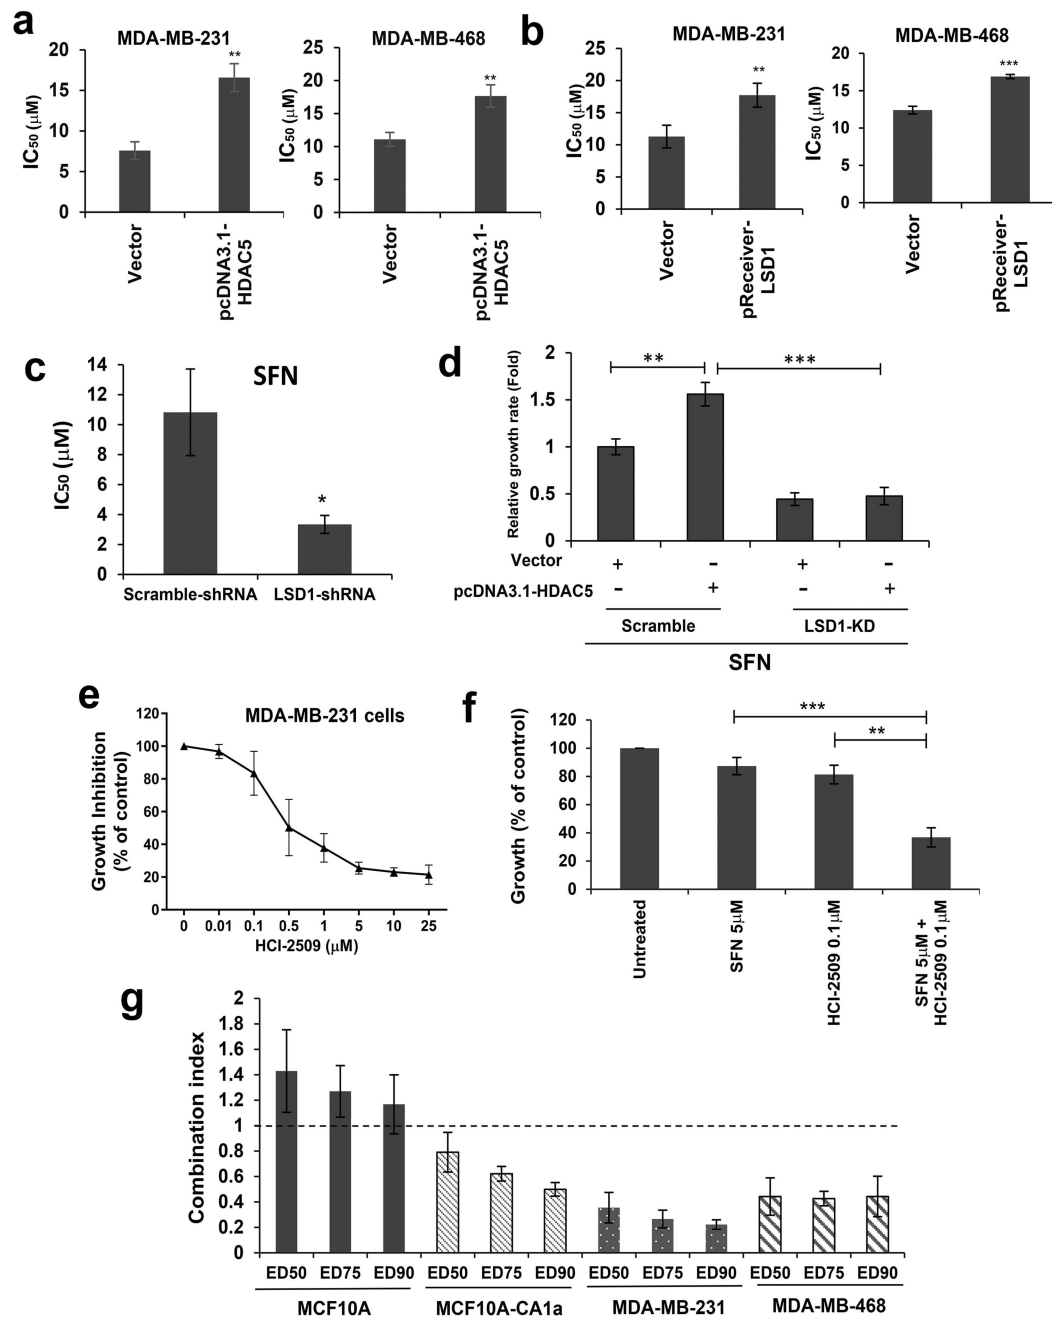 a
MDA-MB-231
IC50 (μM)
20
15
10
5
0
**
Vector
pcDNA3.1-
HDAC5
MDA-MB-468
IC50 (μM)
25
20
15
10
5
0
**
Vector
pcDNA3.1-
HDAC5
b
MDA-MB-231
IC50 (μM)
25
20
15
10
5
0
**
Vector
pReceiver-
LSD1
MDA-MB-468
IC50 (μM)
20
15
10
5
0
***
Vector
pReceiver-
LSD1
c
SFN
IC50 (μM)
14
12
10
8
6
4
2
0
*
Scramble-shRNA LSD1-shRNA
d
Relative growth rate (Fold)
2
1.5
1
0.5
0
** ***
Vector + - + -
pcDNA3.1-HDAC5 - + - +
Scramble LSD1-KD
SFN
e
MDA-MB-231 cells
Growth Inhibition
(% of control)
120
100
80
60
40
20
0
0 0.01 0.1 0.5 1 5 10 25
HCI-2509 (μM)
f
Growth (% of control)
120
100
80
60
40
20
0
***
**
Untreated
SFN 5μM
HCI-2509 0.1μM
SFN 5μM +
HCI-2509 0.1μM
g
Combination index
2
1.8
1.6
1.4
1.2
1
0.8
0.6
0.4
0.2
0
ED50 ED75 ED90 ED50 ED75 ED90 ED50 ED75 ED90 ED50 ED75 ED90
MCF10A MCF10A-CA1a MDA-MB-231 MDA-MB-468